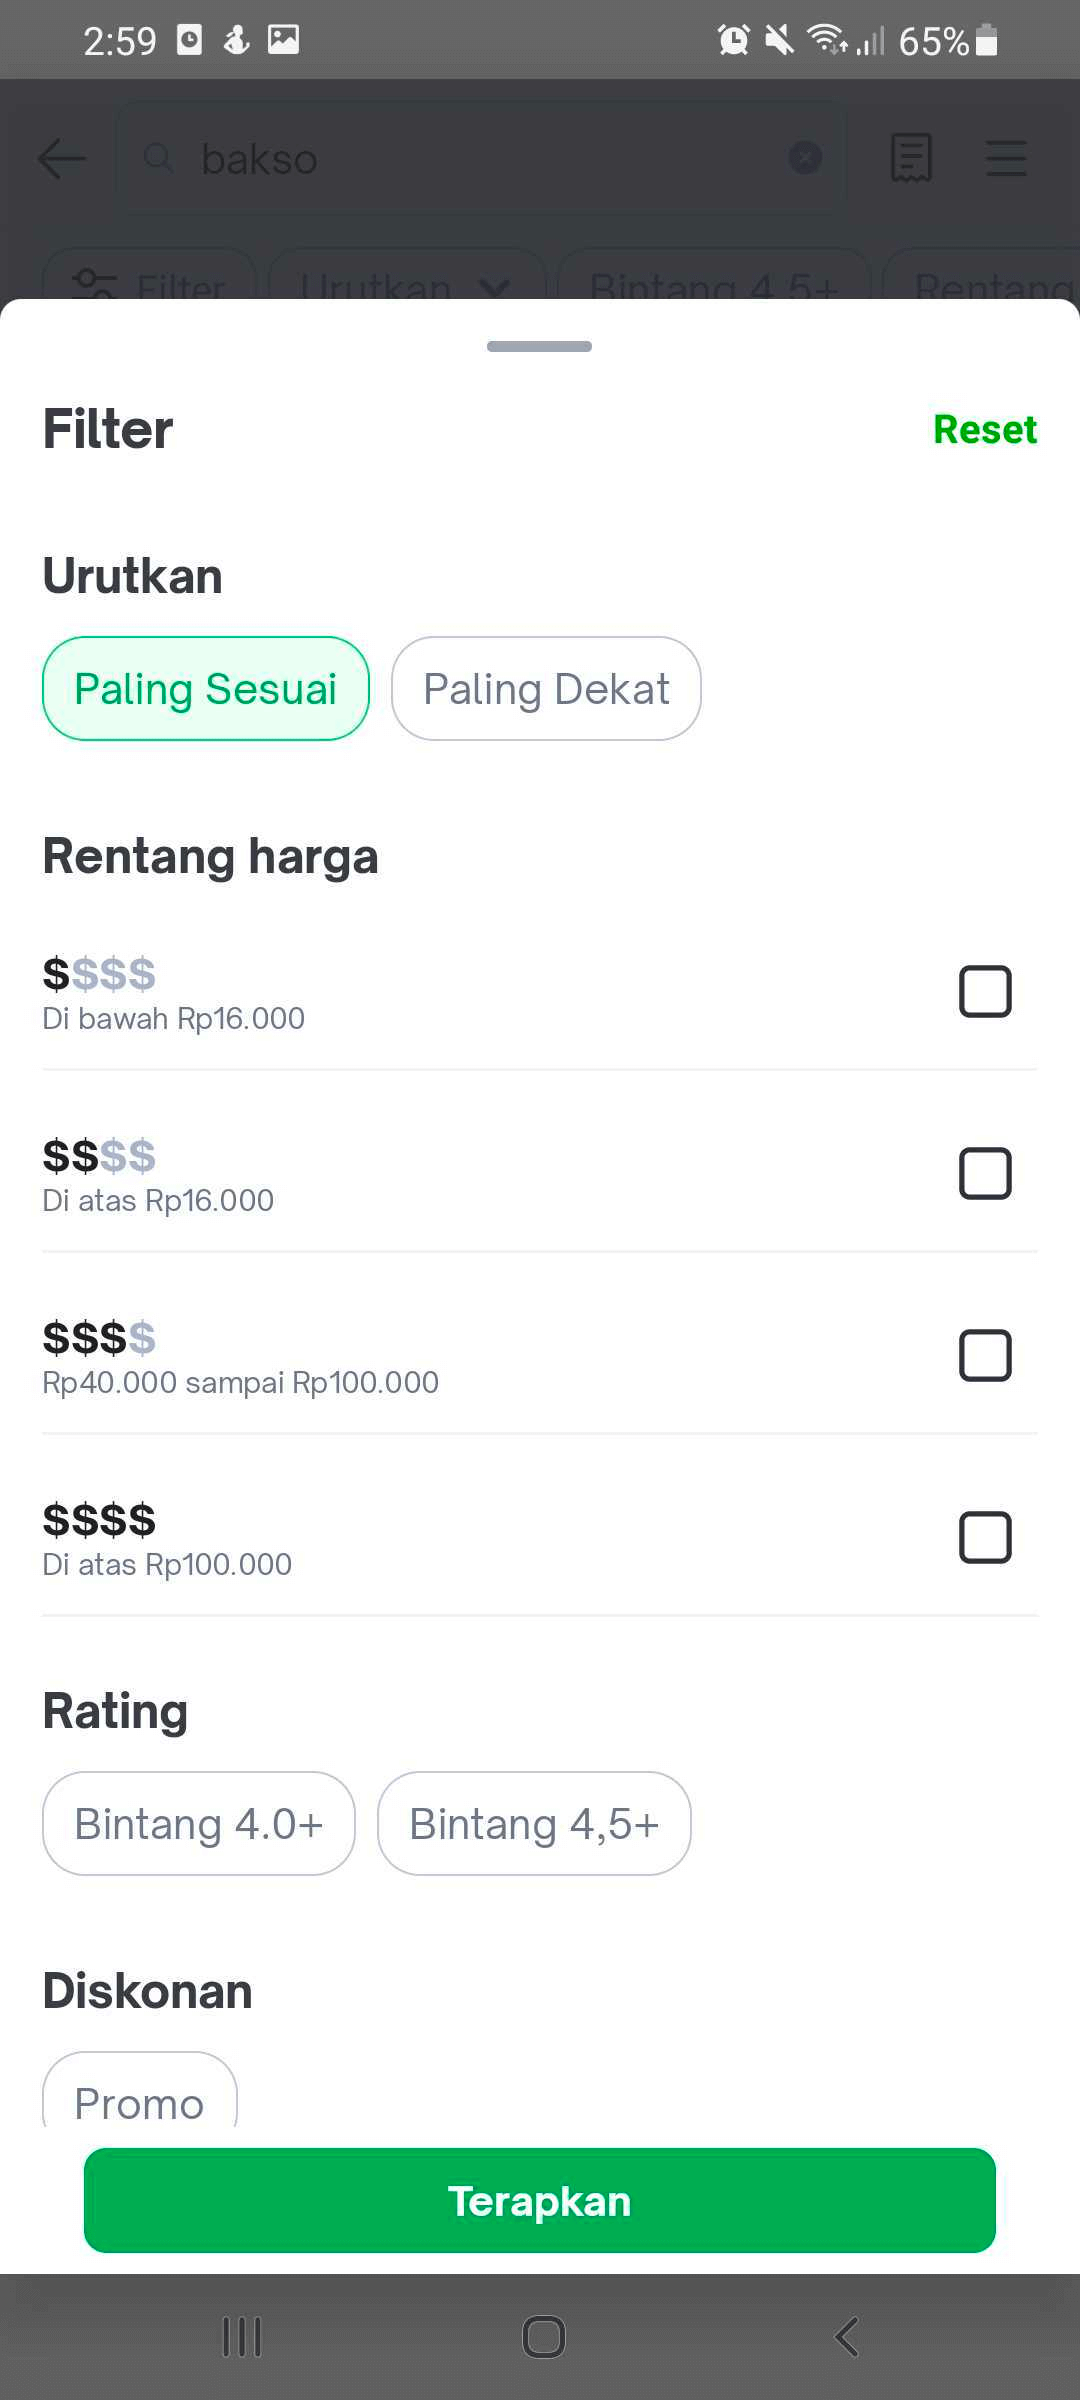 2:59
65%
bakso
Filter
Urutkan
Bintang 4,5+
Rentang
Filter
Reset
Urutkan
Paling Sesuai
Paling Dekat
Rentang harga
$$$$
Di bawah Rp16.000
$$$$
Di atas Rp16.000
$$$$
Rp40.000 sampai Rp100.000
$$$$
Di atas Rp100.000
Rating
Bintang 4.0+
Bintang 4,5+
Diskonan
Promo
Terapkan